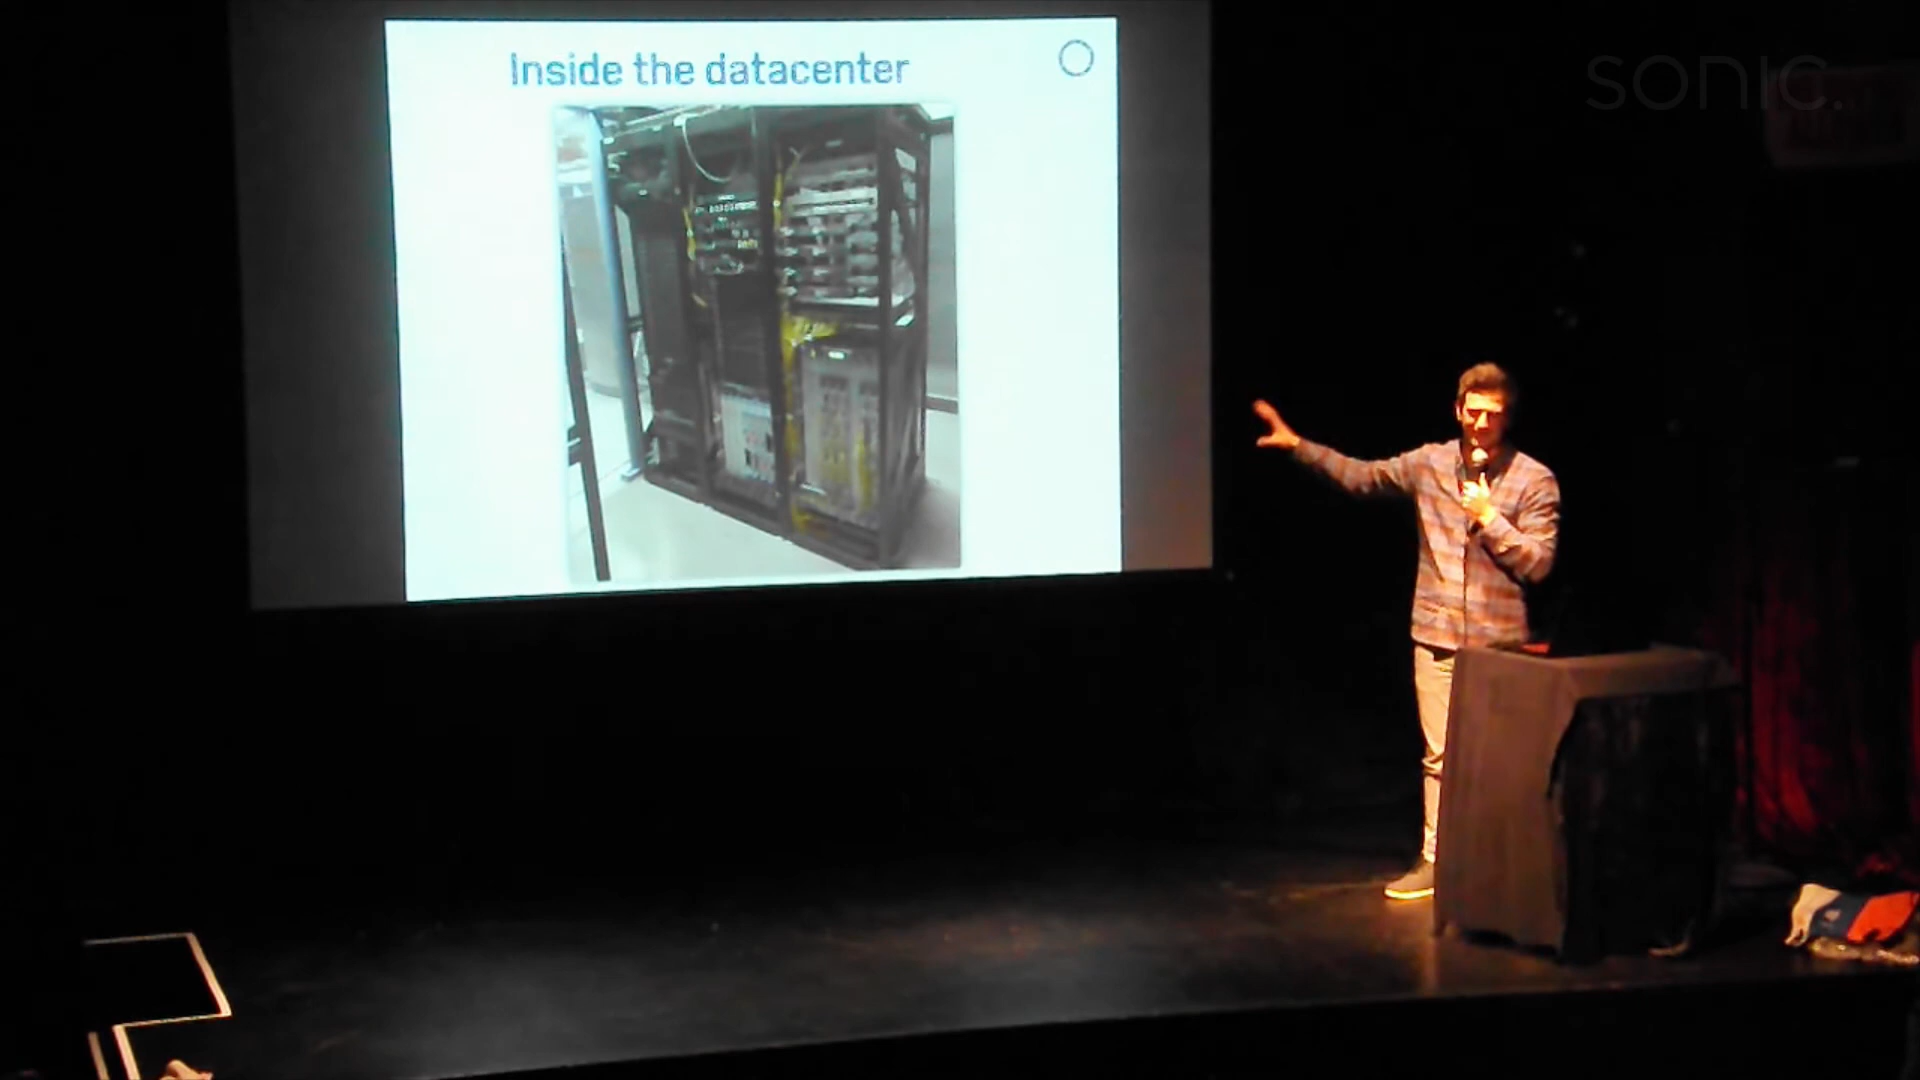 Inside the datacenter
sonic.